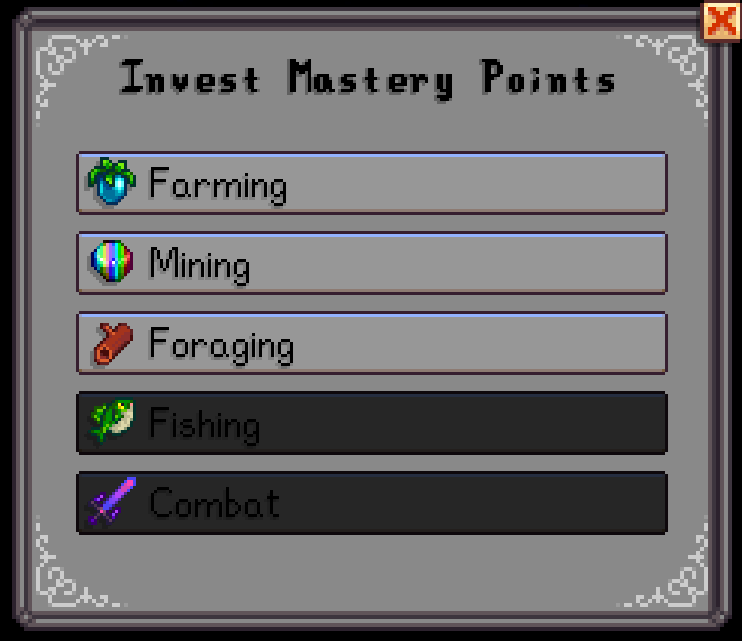 Invest Mastery Points
Farming
Mining
Foraging
Fishing
Combat